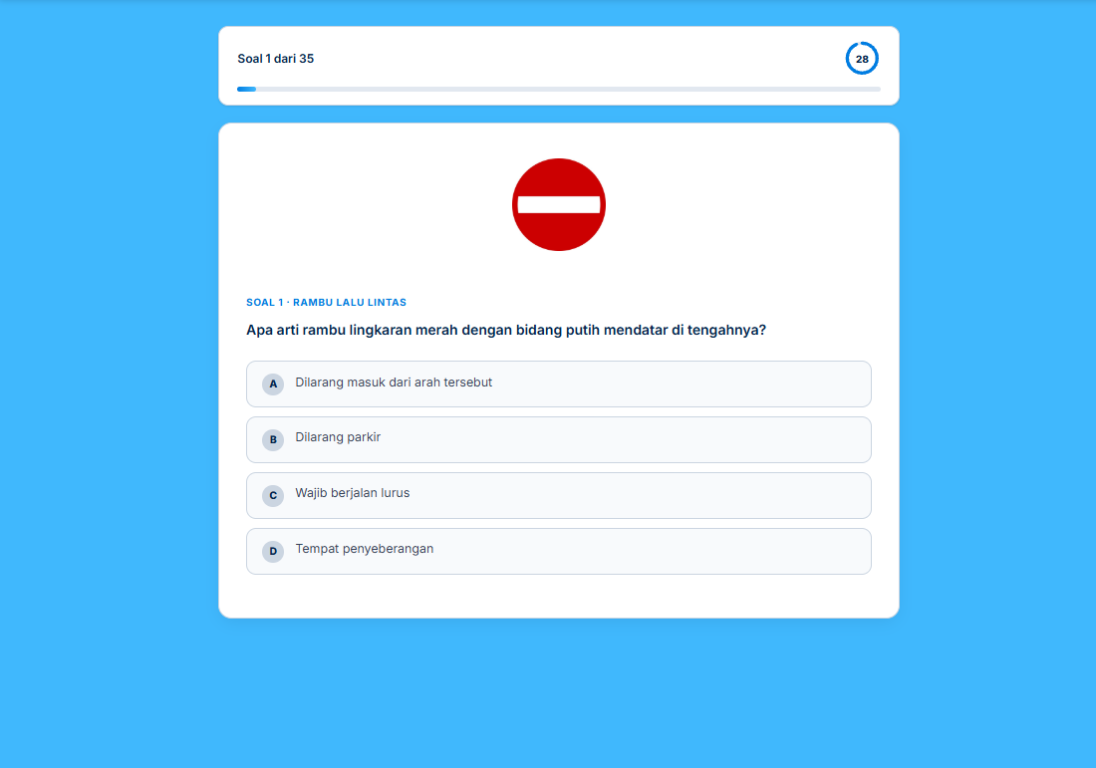 Soal 1 dari 35
28
SOAL 1 · RAMBU LALU LINTAS
Apa arti rambu lingkaran merah dengan bidang putih mendatar di tengahnya?
A Dilarang masuk dari arah tersebut
B Dilarang parkir
C Wajib berjalan lurus
D Tempat penyeberangan